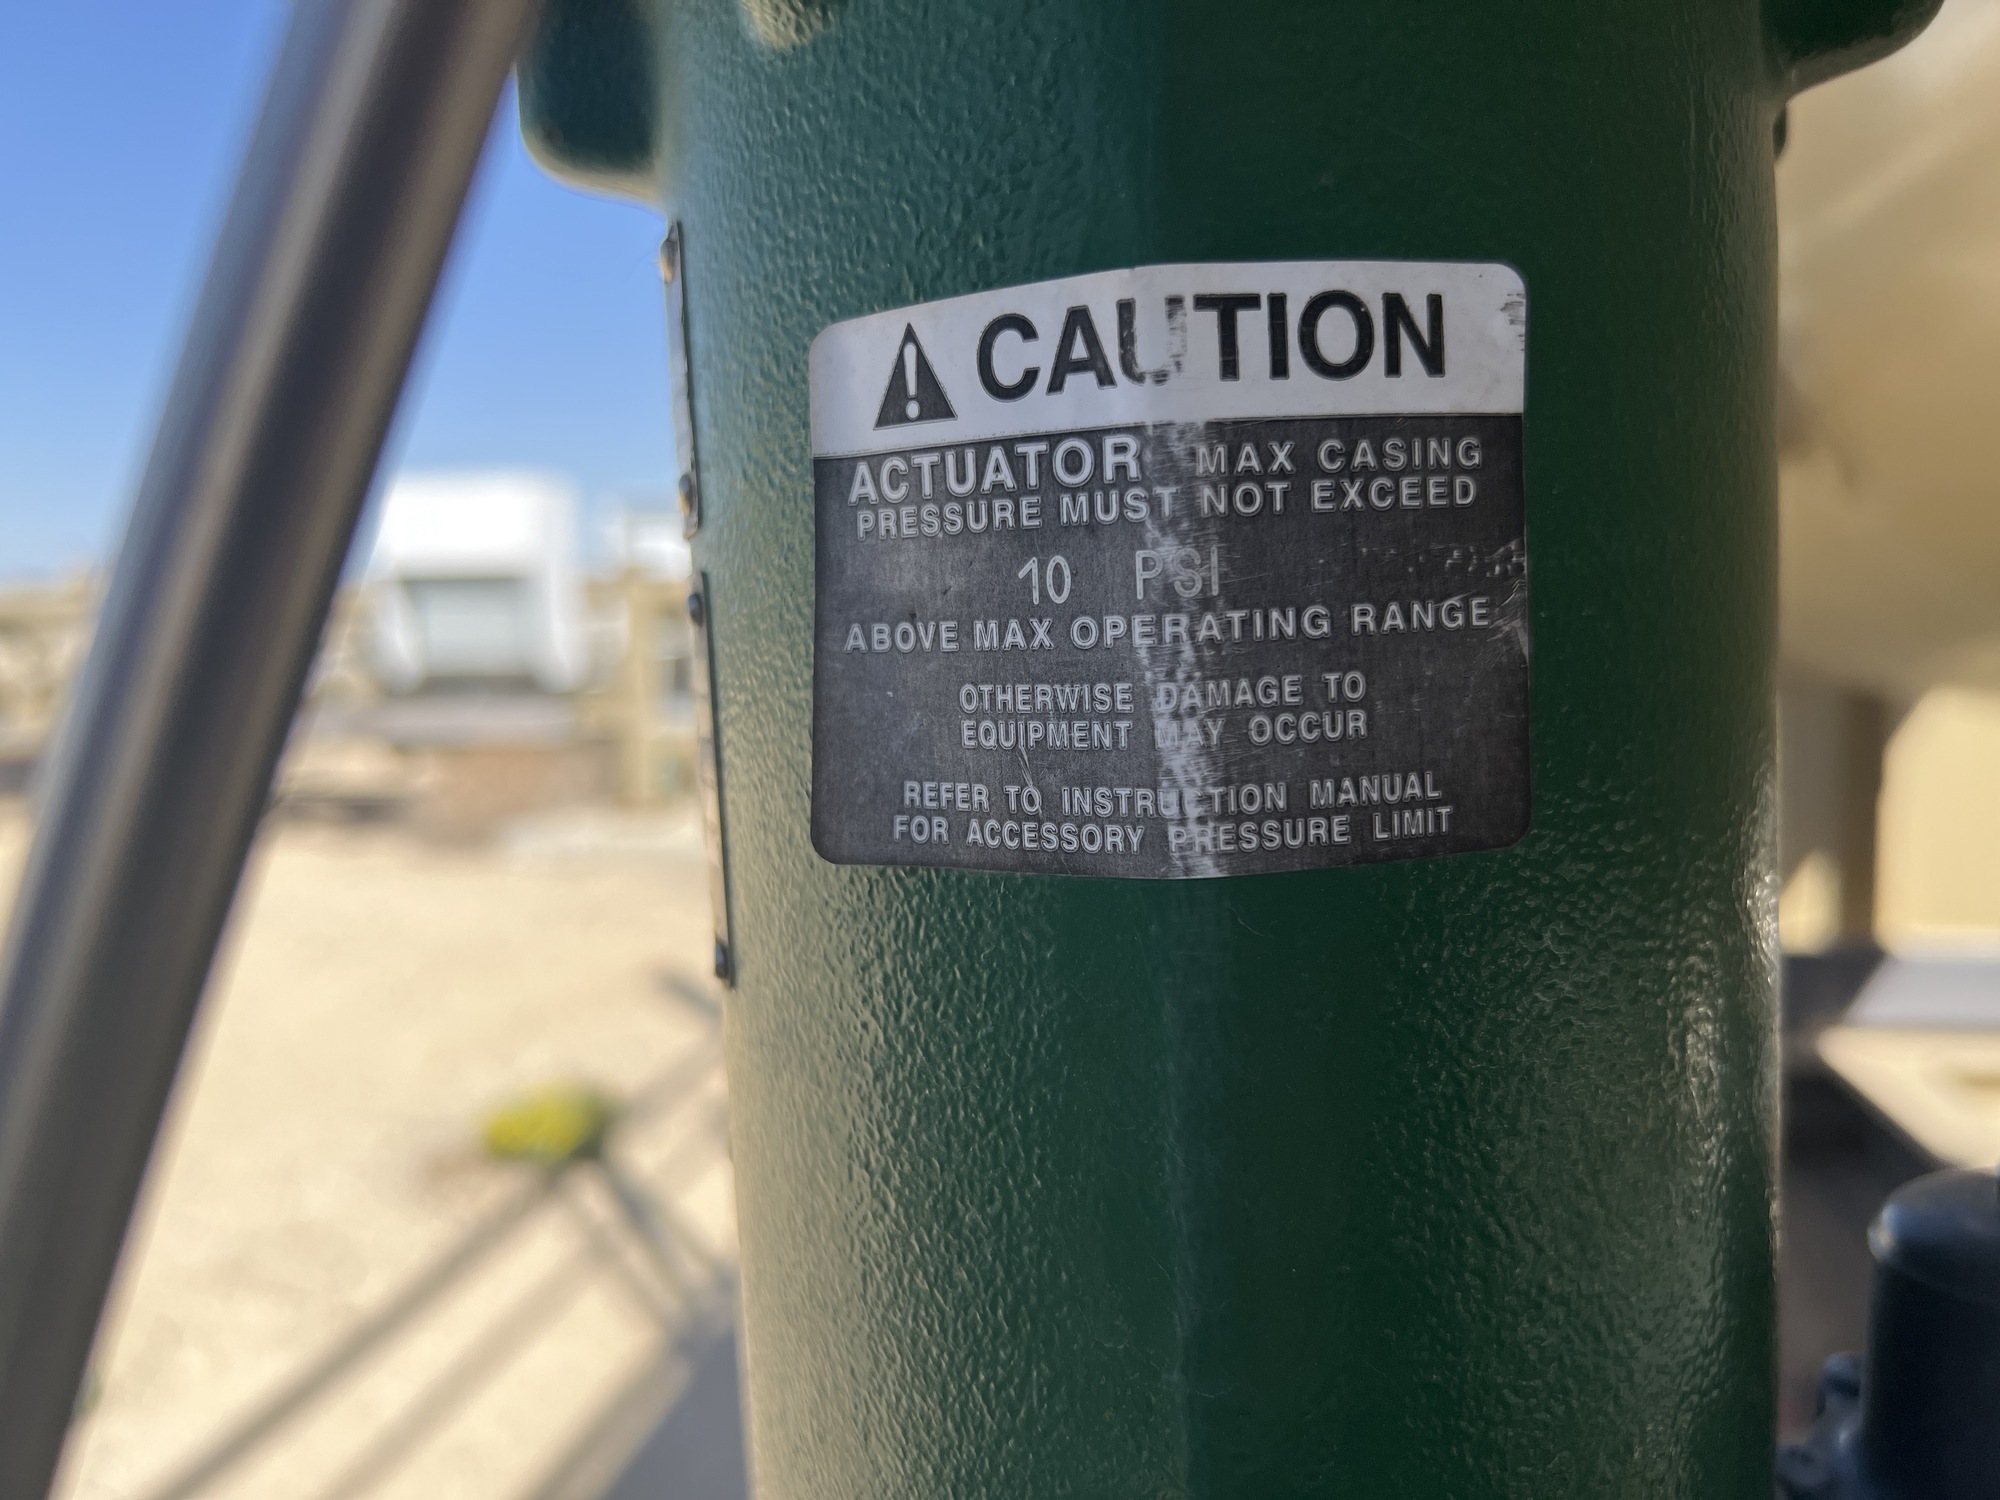 CAUTION
ACTUATOR MAX CASING
PRESSURE MUST NOT EXCEED
10 PSI
ABOVE MAX OPERATING RANGE
OTHERWISE DAMAGE TO
EQUIPMENT MAY OCCUR
REFER TO INSTRUCTION MANUAL
FOR ACCESSORY PRESSURE LIMIT